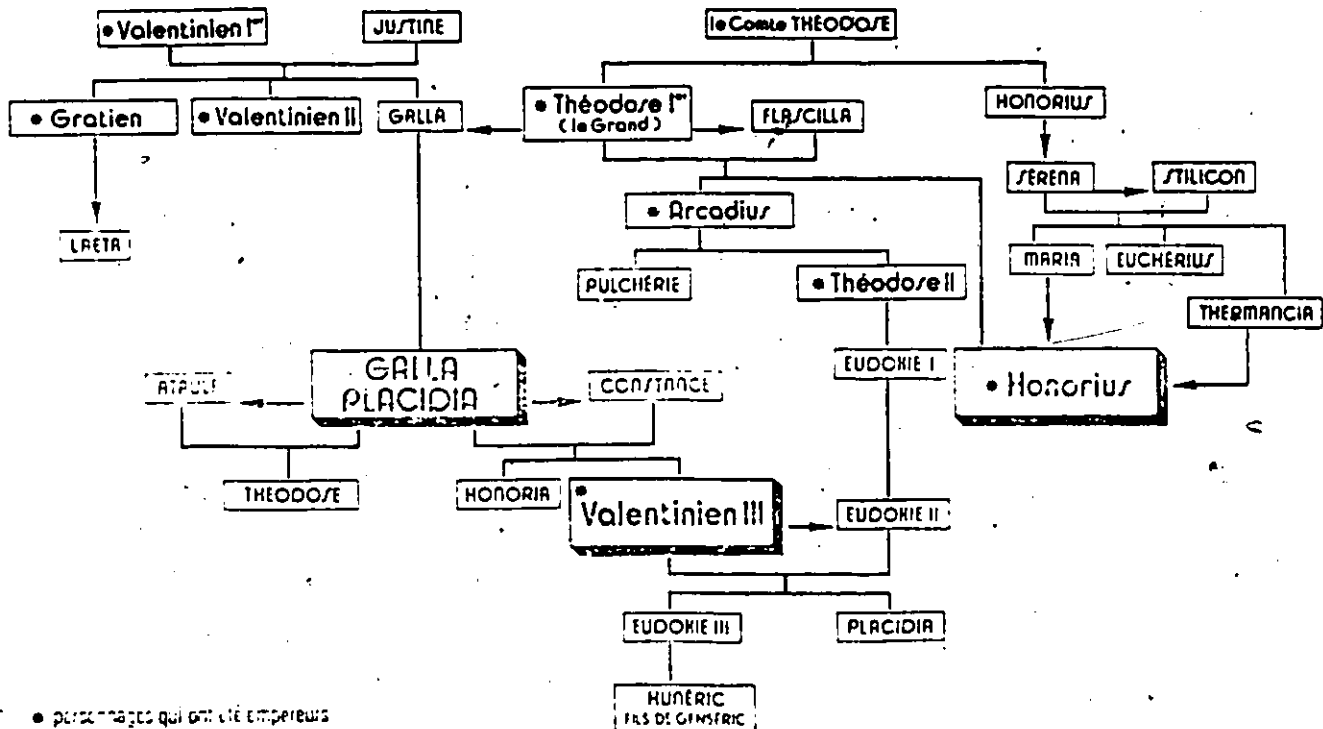 • Valentinien Ier
JUSTINE
le Comte THÉODOSE
• Gratien
• Valentinien II
GALLA
• Théodose Ier
(le Grand)
FLASCILLA
HONORIUS
SERENA
STILICON
LAETA
• Arcadius
MARIA
EUCHERIUS
PULCHÉRIE
• Théodose II
THERMANCIA
GALLA
PLACIDIA
ATAULF
CONSTANCE
EUDOXIE I
• Honorius
THEODOSE
HONORIA
• Valentinien III
EUDOXIE II
EUDOXIE III
PLACIDIA
HUNÉRIC
FILS DE GENSÉRIC
• personnages qui ont été empereurs